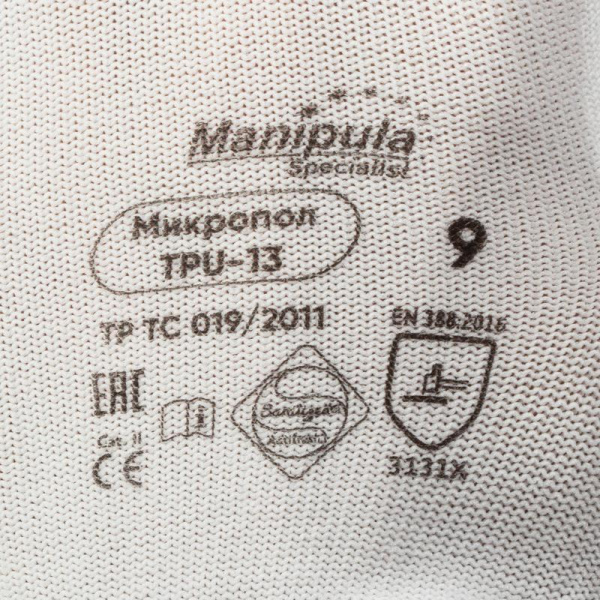 Manipula
Specialist
Микропол
TPU-13
9
ТР ТС 019/2011
EN 388:2016
EAC
Cat. II
CE
3131X